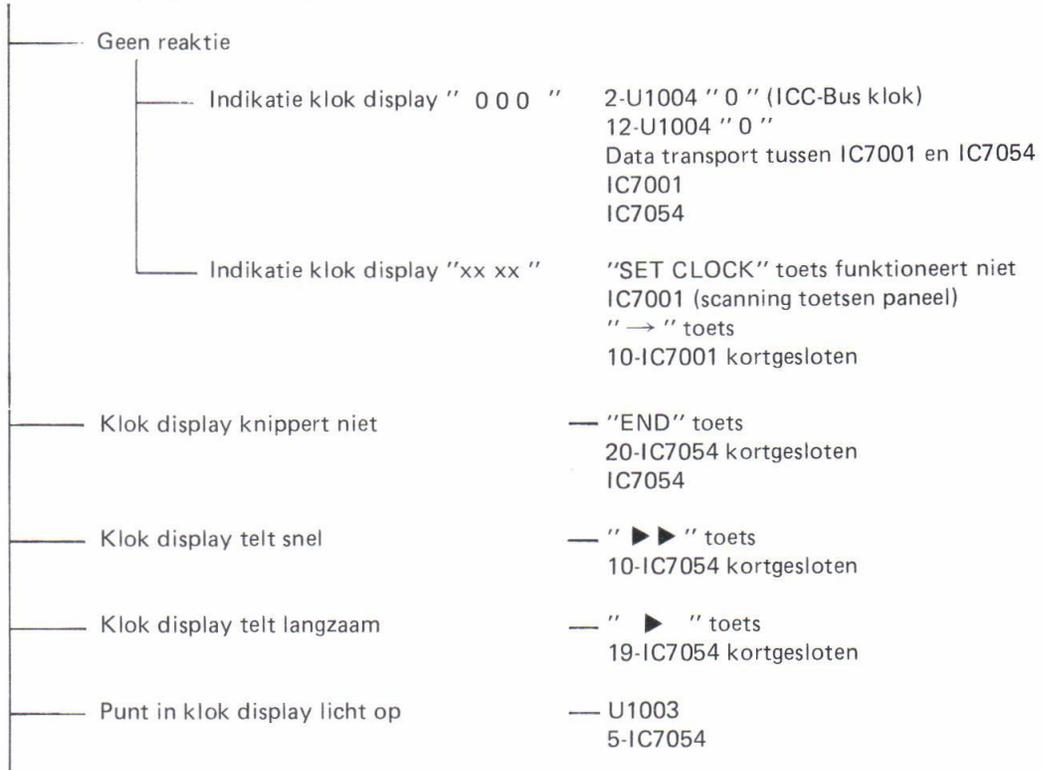 Geen reaktie
Indikatie klok display " 0 0 0 " 2-U1004 " 0 " (ICC-Bus klok)
12-U1004 " 0 "
Data transport tussen IC7001 en IC7054
IC7001
IC7054
Indikatie klok display "xx xx " "SET CLOCK" toets funktioneert niet
IC7001 (scanning toetsen paneel)
" → " toets
10-IC7001 kortgesloten
Klok display knippert niet — "END" toets
20-IC7054 kortgesloten
IC7054
Klok display telt snel — " ▶ ▶ " toets
10-IC7054 kortgesloten
Klok display telt langzaam — " ▶ " toets
19-IC7054 kortgesloten
Punt in klok display licht op — U1003
5-IC7054